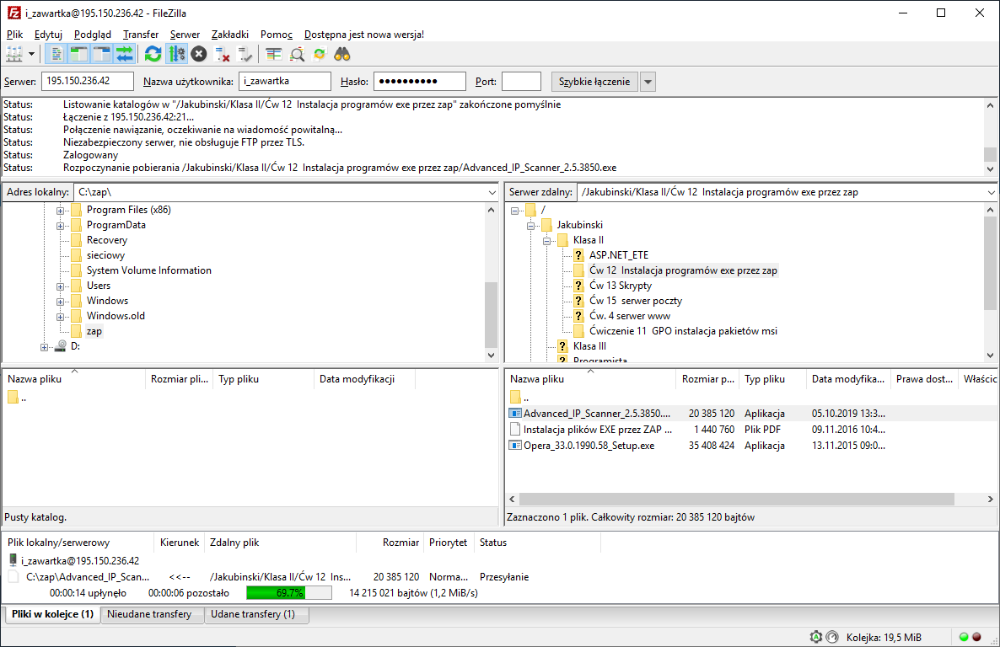 i_zawartka@195.150.236.42 - FileZilla
Plik Edytuj Podgląd Transfer Serwer Zakładki Pomoc Dostępna jest nowa wersja!
Serwer: 195.150.236.42 Nazwa użytkownika: i_zawartka Hasło: ●●●●●●●●●● Port: Szybkie łączenie
Status: Listowanie katalogów w "/Jakubinski/Klasa II/Ćw 12  Instalacja programów exe przez zap" zakończone pomyślnie
Status: Łączenie z 195.150.236.42:21...
Status: Połączenie nawiązanie, oczekiwanie na wiadomość powitalną...
Status: Niezabezpieczony serwer, nie obsługuje FTP przez TLS.
Status: Zalogowany
Status: Rozpoczynanie pobierania /Jakubinski/Klasa II/Ćw 12  Instalacja programów exe przez zap/Advanced_IP_Scanner_2.5.3850.exe
Adres lokalny: C:\zap\
Program Files (x86)
ProgramData
Recovery
sieciowy
System Volume Information
Users
Windows
Windows.old
zap
D:
Serwer zdalny: /Jakubinski/Klasa II/Ćw 12  Instalacja programów exe przez zap
/
Jakubinski
Klasa II
ASP.NET_ETE
Ćw 12  Instalacja programów exe przez zap
Ćw 13 Skrypty
Ćw 15  serwer poczty
Ćw. 4 serwer www
Ćwiczenie 11  GPO instalacja pakietów msi
Klasa III
Programista
Nazwa pliku Rozmiar pli... Typ pliku Data modyfikacji
..
Pusty katalog.
Nazwa pliku Rozmiar p... Typ pliku Data modyfika... Prawa dost... Właścic
..
Advanced_IP_Scanner_2.5.3850.... 20 385 120 Aplikacja 05.10.2019 13:3...
Instalacja plików EXE przez ZAP ... 1 440 760 Plik PDF 09.11.2016 10:4...
Opera_33.0.1990.58_Setup.exe 35 408 424 Aplikacja 13.11.2015 09:0...
Zaznaczono 1 plik. Całkowity rozmiar: 20 385 120 bajtów
Plik lokalny/serwerowy Kierunek Zdalny plik Rozmiar Priorytet Status
i_zawartka@195.150.236.42
C:\zap\Advanced_IP_Scan... <<-- /Jakubinski/Klasa II/Ćw 12  Ins... 20 385 120 Norma... Przesyłanie
00:00:14 upłynęło 00:00:06 pozostało 69.7% 14 215 021 bajtów (1,2 MiB/s)
Pliki w kolejce (1) Nieudane transfery Udane transfery (1)
Kolejka: 19,5 MiB